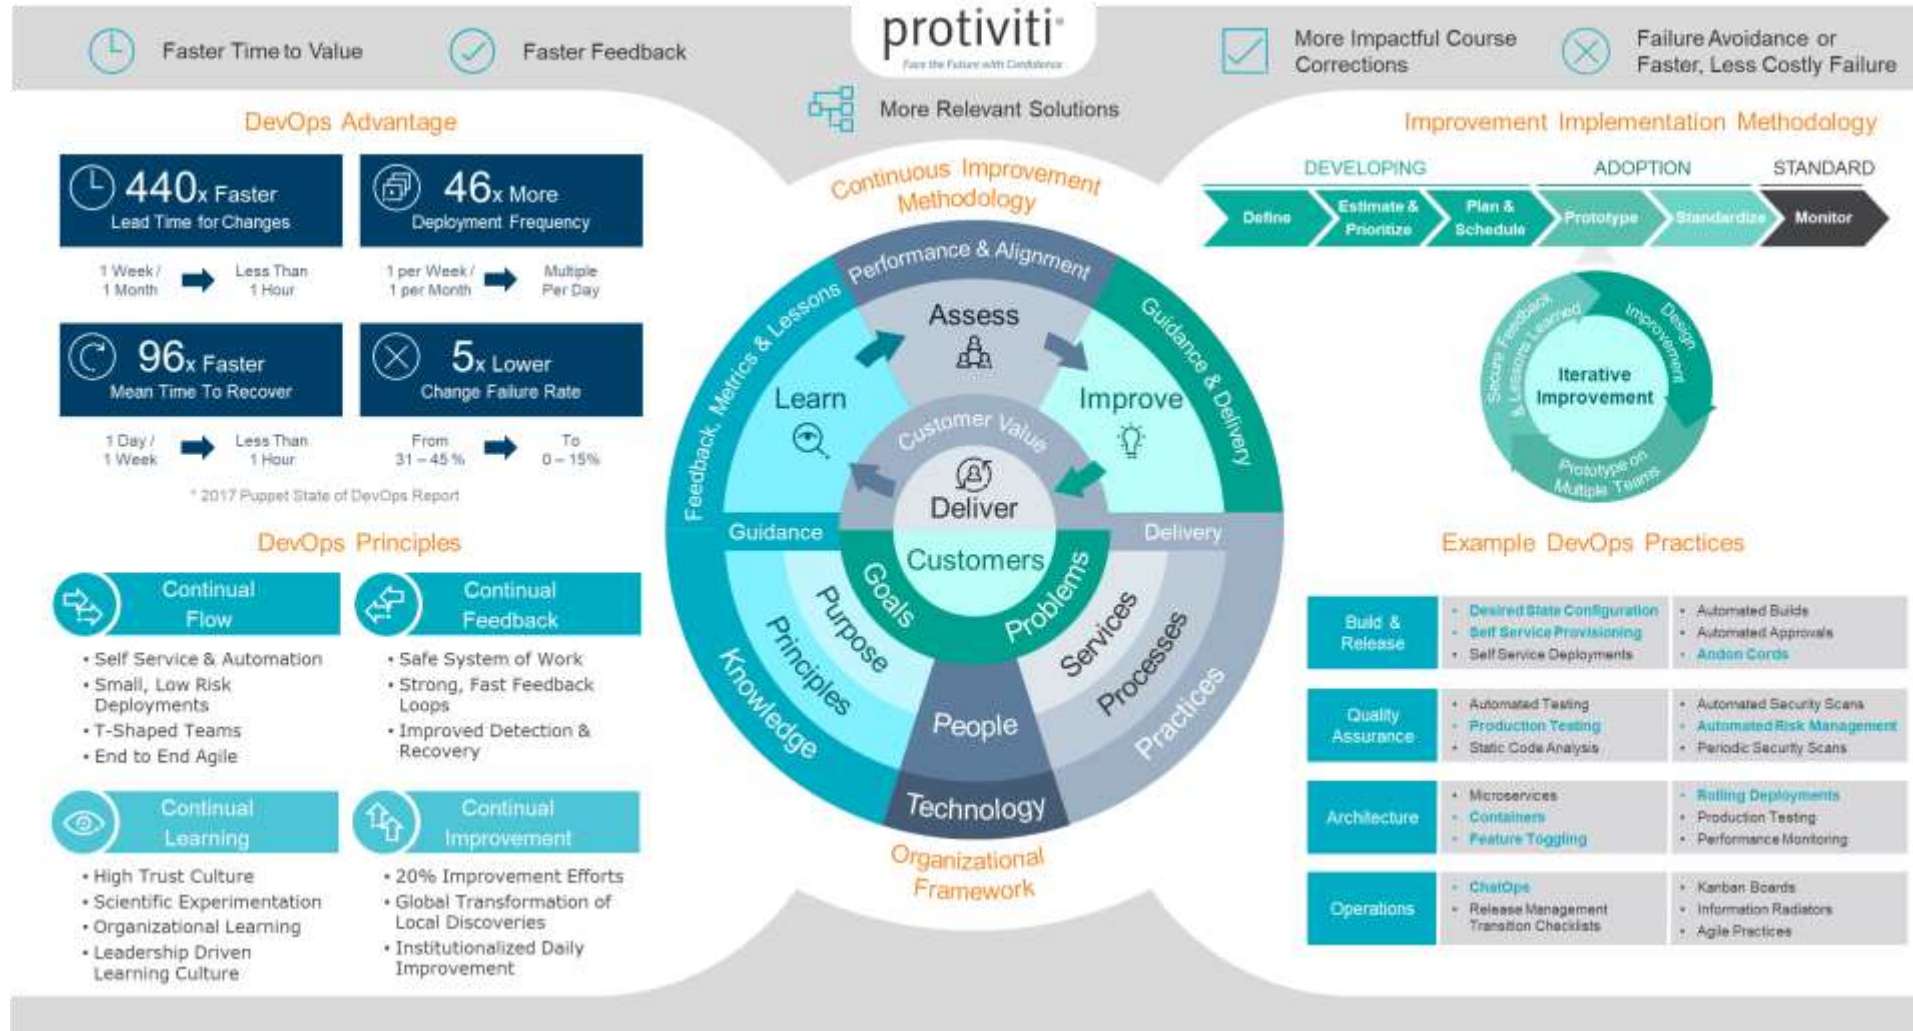 Faster Time to Value
Faster Feedback
protiviti®
Face the Future with Confidence
More Relevant Solutions
More Impactful Course
Corrections
Failure Avoidance or
Faster, Less Costly Failure
DevOps Advantage
440x Faster
Lead Time for Changes
1 Week /
1 Month
Less Than
1 Hour
46x More
Deployment Frequency
1 per Week /
1 per Month
Multiple
Per Day
96x Faster
Mean Time To Recover
1 Day /
1 Week
Less Than
1 Hour
5x Lower
Change Failure Rate
From
31 – 45 %
To
0 – 15%
* 2017 Puppet State of DevOps Report
DevOps Principles
Continual
Flow
• Self Service & Automation
• Small, Low Risk
Deployments
• T-Shaped Teams
• End to End Agile
Continual
Feedback
• Safe System of Work
• Strong, Fast Feedback
Loops
• Improved Detection &
Recovery
Continual
Learning
• High Trust Culture
• Scientific Experimentation
• Organizational Learning
• Leadership Driven
Learning Culture
Continual
Improvement
• 20% Improvement Efforts
• Global Transformation of
Local Discoveries
• Institutionalized Daily
Improvement
Continuous Improvement
Methodology
Performance & Alignment
Feedback, Metrics & Lessons
Guidance & Delivery
Assess
Learn
Improve
Customer Value
Deliver
Guidance
Delivery
Customers
Goals
Problems
Purpose
Principles
Knowledge
Services
Processes
Practices
People
Technology
Organizational
Framework
Improvement Implementation Methodology
DEVELOPING
ADOPTION
STANDARD
Define
Estimate &
Prioritize
Plan &
Schedule
Prototype
Standardize
Monitor
Secure Feedback
& Lessons Learned
Design
Improvement
Prototype on
Multiple Teams
Iterative
Improvement
Example DevOps Practices
Build &
Release
• Desired State Configuration
• Self Service Provisioning
• Self Service Deployments
• Automated Builds
• Automated Approvals
• Andon Cords
Quality
Assurance
• Automated Testing
• Production Testing
• Static Code Analysis
• Automated Security Scans
• Automated Risk Management
• Periodic Security Scans
Architecture
• Microservices
• Containers
• Feature Toggling
• Rolling Deployments
• Production Testing
• Performance Monitoring
Operations
• ChatOps
• Release Management
Transition Checklists
• Kanban Boards
• Information Radiators
• Agile Practices